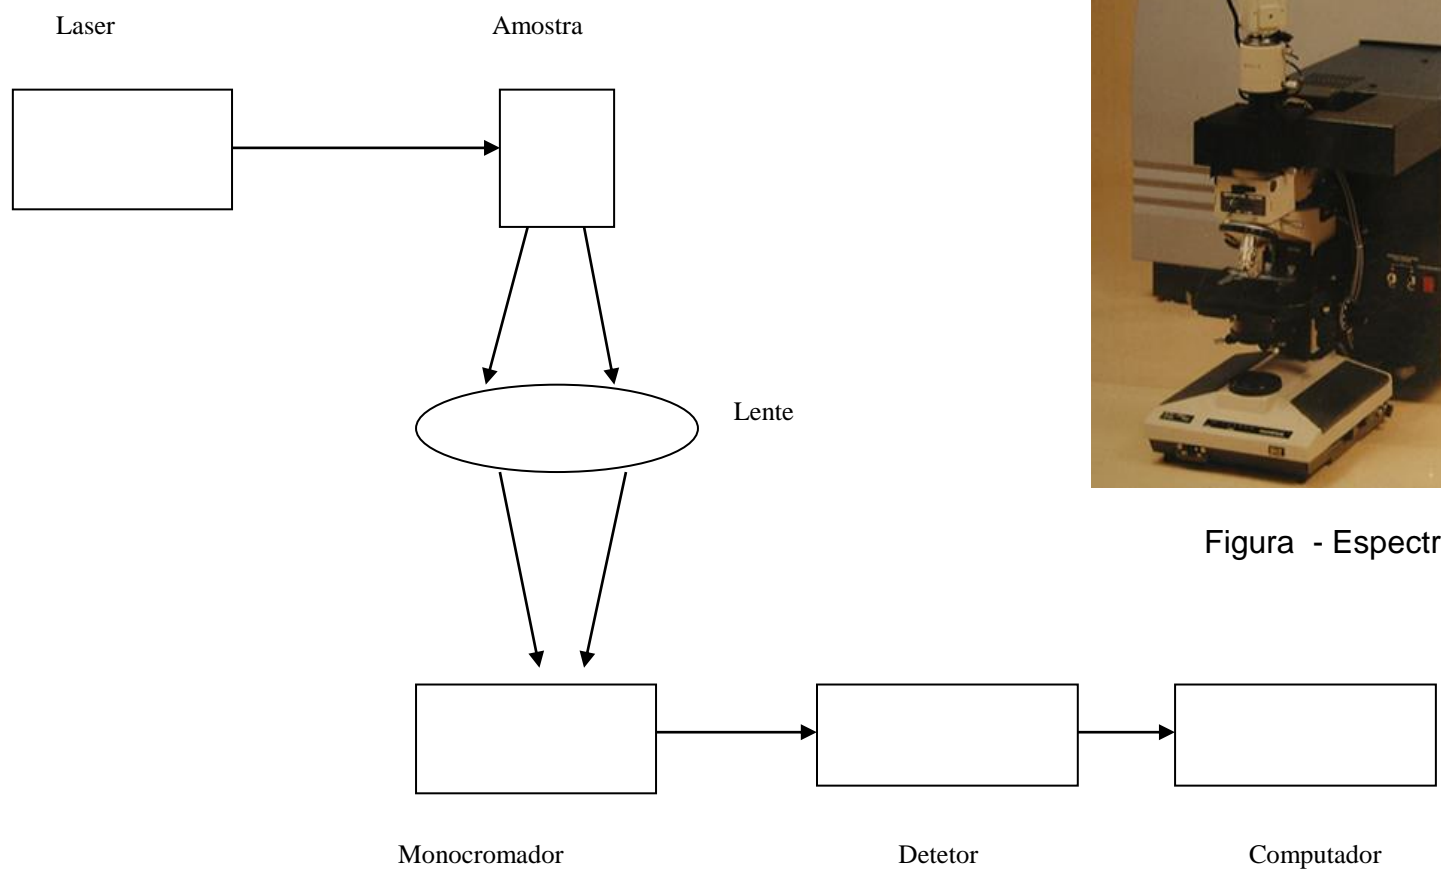 Laser
Amostra
Lente
Figura - Espectr
Monocromador
Detetor
Computador